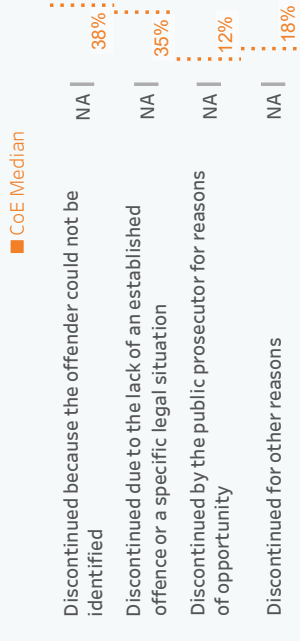 ■ CoE Median
Discontinued because the offender could not be
identified
NA
38%
Discontinued due to the lack of an established
offence or a specific legal situation
NA
35%
Discontinued by the public prosecutor for reasons
of opportunity
NA
12%
Discontinued for other reasons
NA
18%